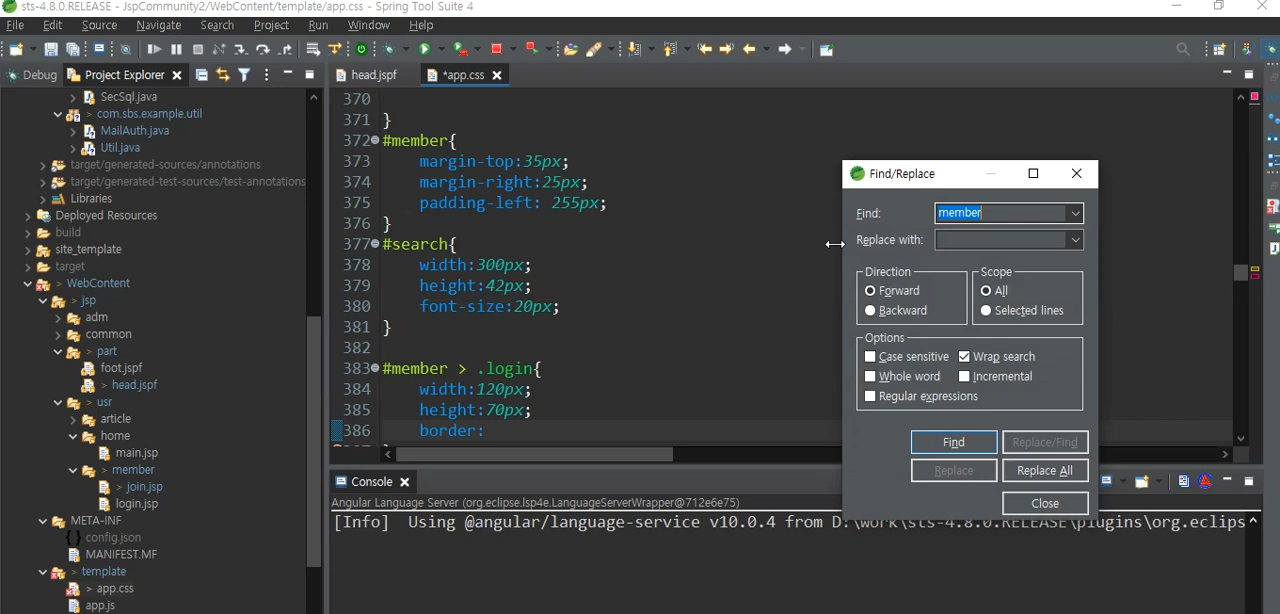 sts-4.8.0.RELEASE - JspCommunity2/WebContent/template/app.css - Spring Tool Suite 4
File Edit Source Navigate Search Project Run Window Help
Debug Project Explorer
head.jspf *app.css
SecSql.java
> com.sbs.example.util
MailAuth.java
Util.java
target/generated-sources/annotations
target/generated-test-sources/test-annotations
Libraries
Deployed Resources
> build
site_template
target
> WebContent
> jsp
adm
common
> part
foot.jspf
> head.jspf
> usr
article
home
main.jsp
> member
> join.jsp
login.jsp
META-INF
config.json
MANIFEST.MF
> template
> app.css
app.js
370
371 }
372 #member{
373 margin-top:35px;
374 margin-right:25px;
375 padding-left: 255px;
376 }
377 #search{
378 width:300px;
379 height:42px;
380 font-size:20px;
381 }
382
383 #member > .login{
384 width:120px;
385 height:70px;
386 border:
Find/Replace
Find: member
Replace with:
Direction
Forward
Backward
Scope
All
Selected lines
Options
Case sensitive Wrap search
Whole word Incremental
Regular expressions
Find Replace/Find
Replace Replace All
Close
Console
Angular Language Server (org.eclipse.lsp4e.LanguageServerWrapper@712e6e75)
[Info] Using @angular/language-service v10.0.4 from D:\work\sts-4.8.0.RELEASE\plugins\org.eclips